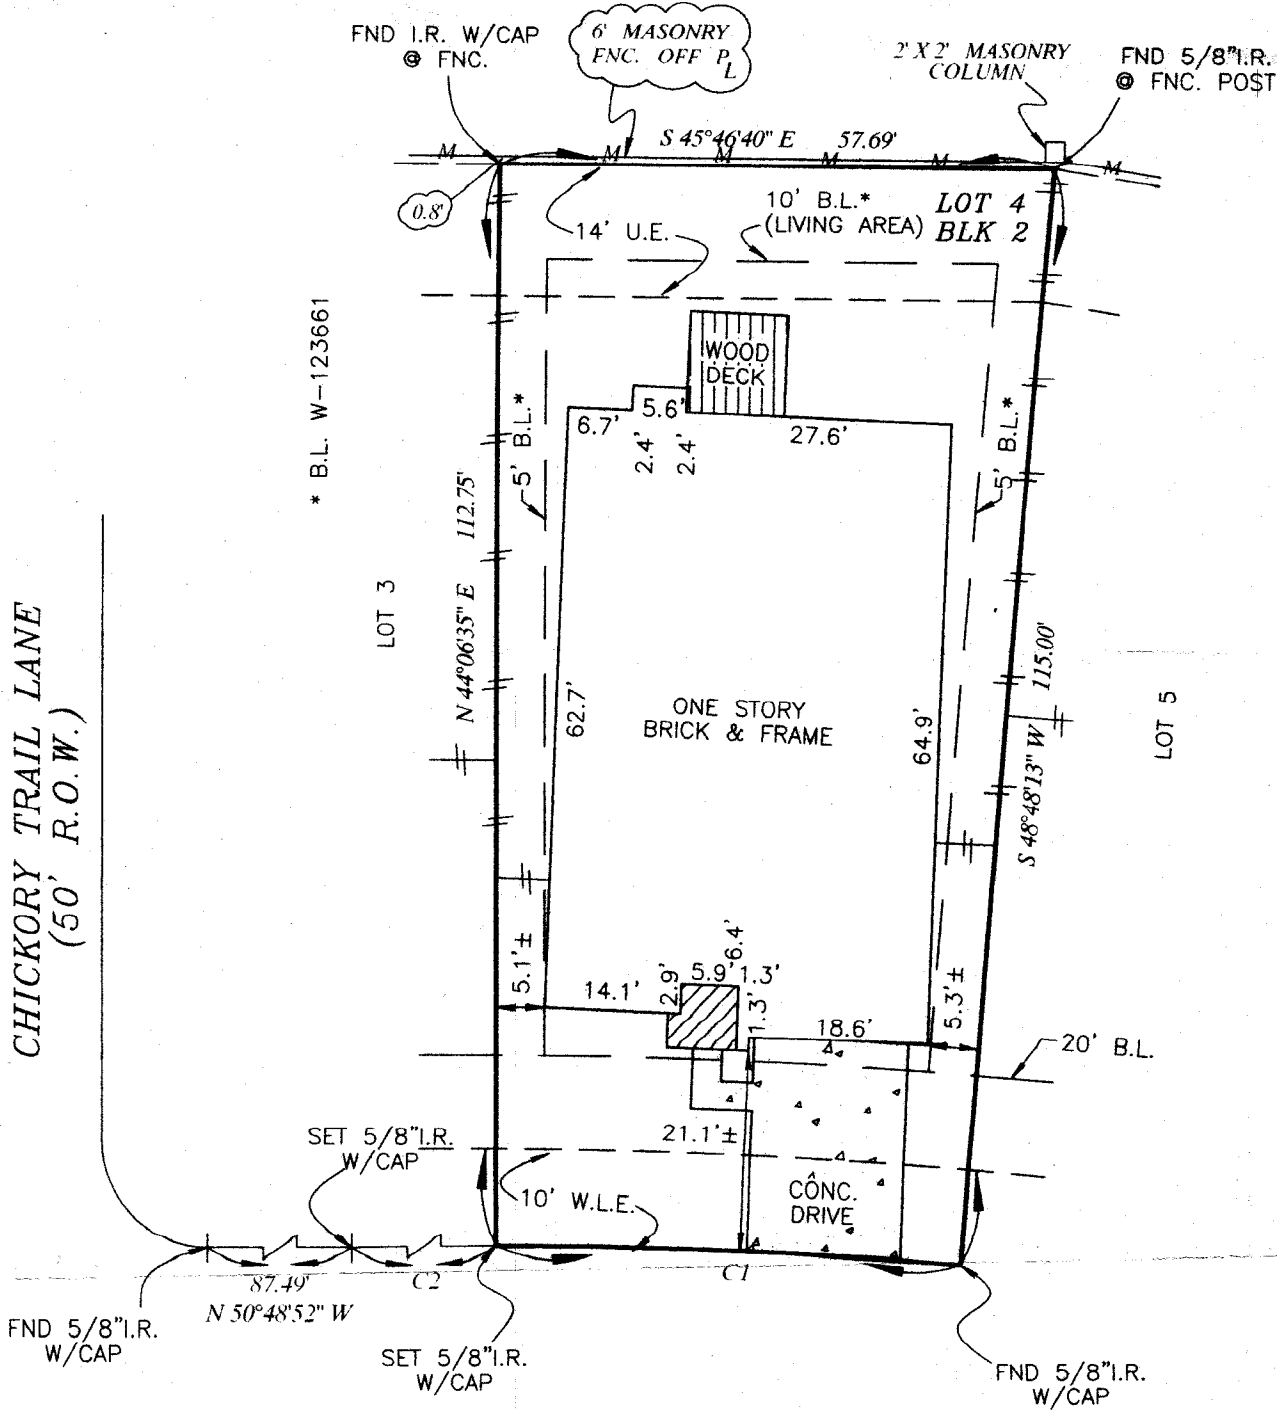 FND I.R. W/CAP
@ FNC.
6' MASONRY
FNC. OFF PL
2' X 2' MASONRY
COLUMN
FND 5/8"I.R.
@ FNC. POST
S 45°46'40" E 57.69'
M M M M M M
0.8'
14' U.E.
10' B.L.*
(LIVING AREA)
LOT 4
BLK 2
* B.L. W-123661
WOOD
DECK
5' B.L.*
6.7'
5.6'
2.4'
2.4'
27.6'
5' B.L.*
N 44°06'35" E 112.75'
LOT 3
CHICKORY TRAIL LANE
(50' R.O.W.)
62.7'
ONE STORY
BRICK & FRAME
64.9'
S 48°48'13" W 115.00'
LOT 5
5.1'±
14.1'
2.9'
5.9'
6.4'
1.3'
1.3'
18.6'
5.3'±
20' B.L.
21.1'±
SET 5/8"I.R.
W/CAP
10' W.L.E.
CONC.
DRIVE
87.49'
N 50°48'52" W
C2
C1
FND 5/8"I.R.
W/CAP
SET 5/8"I.R.
W/CAP
FND 5/8"I.R.
W/CAP